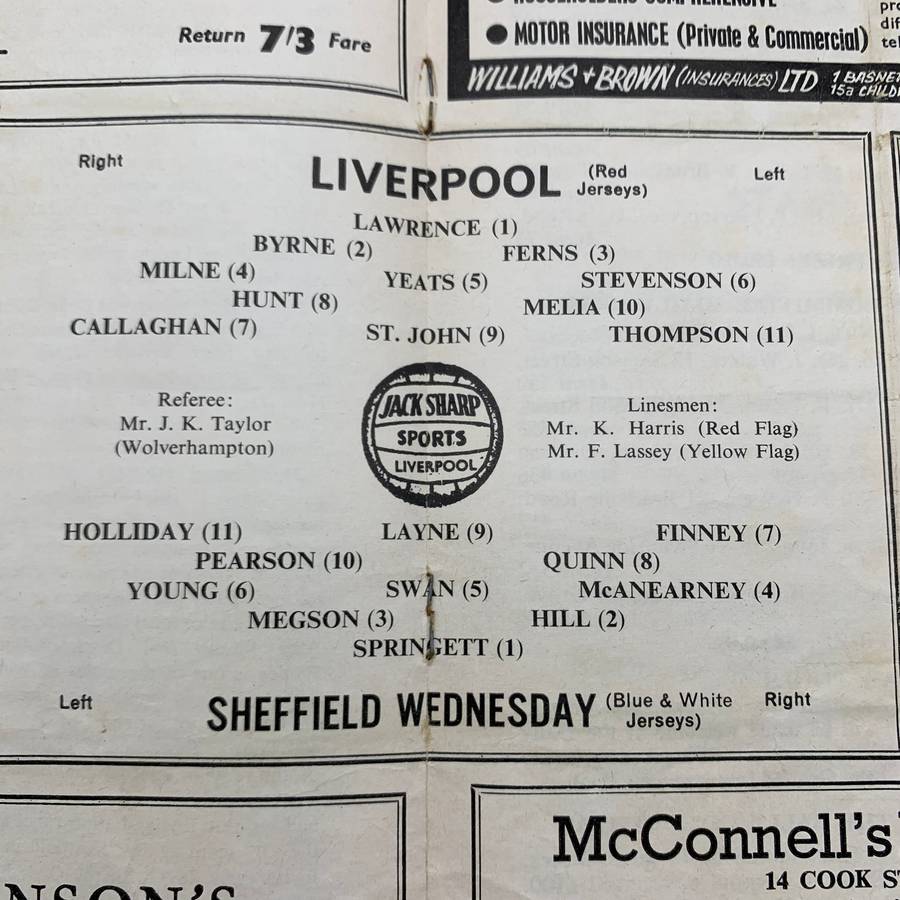 Return 7/3 Fare
MOTOR INSURANCE (Private & Commercial)
WILLIAMS + BROWN (INSURANCES) LTD
Right
LIVERPOOL (Red Jerseys)
Left
LAWRENCE (1)
BYRNE (2) FERNS (3)
MILNE (4) YEATS (5) STEVENSON (6)
HUNT (8) MELIA (10)
CALLAGHAN (7) ST. JOHN (9) THOMPSON (11)
Referee:
Mr. J. K. Taylor
(Wolverhampton)
JACK SHARP
SPORTS
LIVERPOOL
Linesmen:
Mr. K. Harris (Red Flag)
Mr. F. Lassey (Yellow Flag)
HOLLIDAY (11) LAYNE (9) FINNEY (7)
PEARSON (10) QUINN (8)
YOUNG (6) SWAN (5) McANEARNEY (4)
MEGSON (3) HILL (2)
SPRINGETT (1)
Left
SHEFFIELD WEDNESDAY (Blue & White Jerseys)
Right
McConnell's
14 COOK